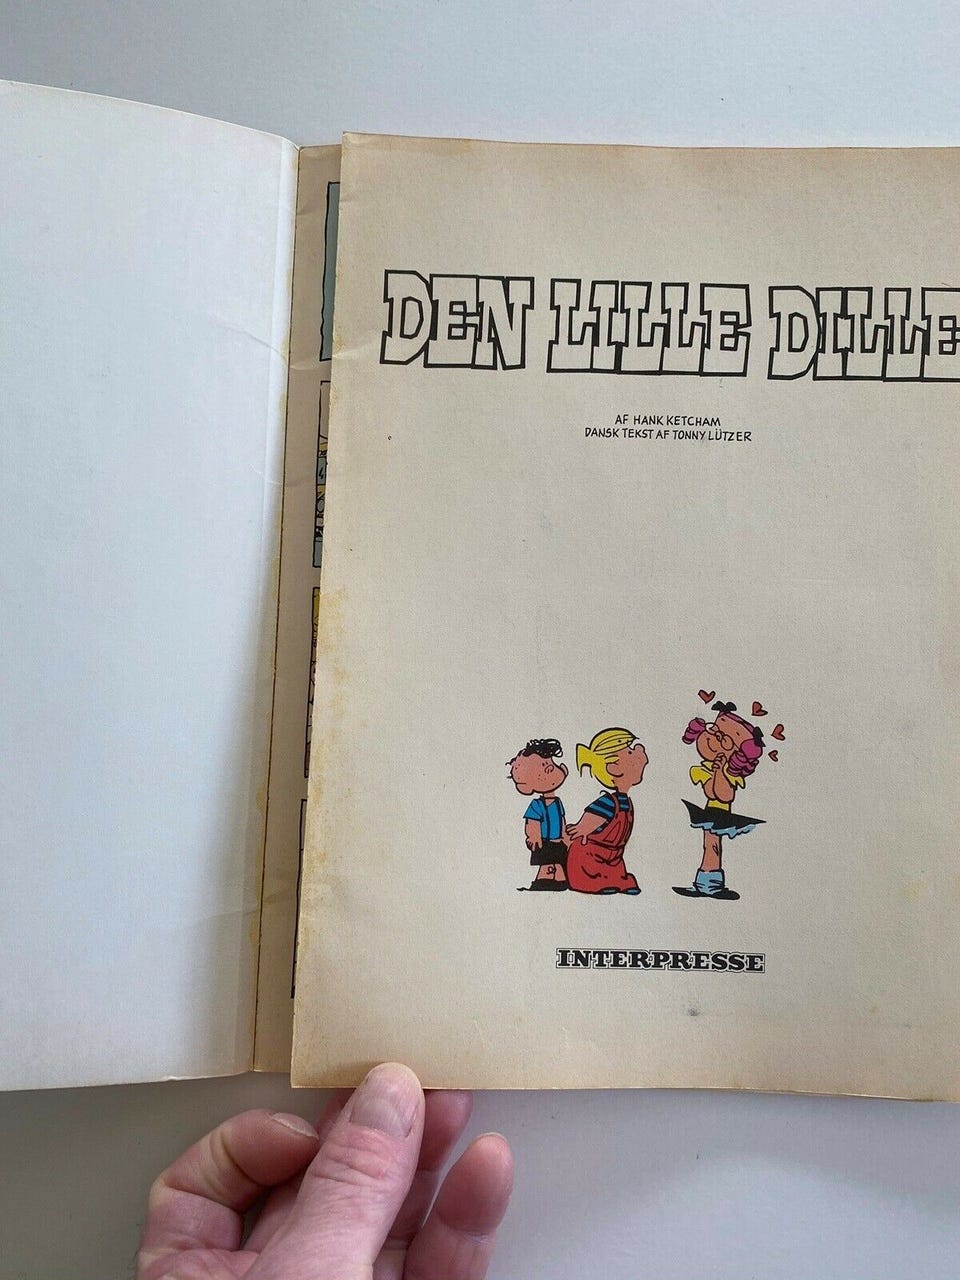 DEN LILLE DILLE
AF HANK KETCHAM
DANSK TEKST AF TONNY LÜTZER
INTERPRESSE